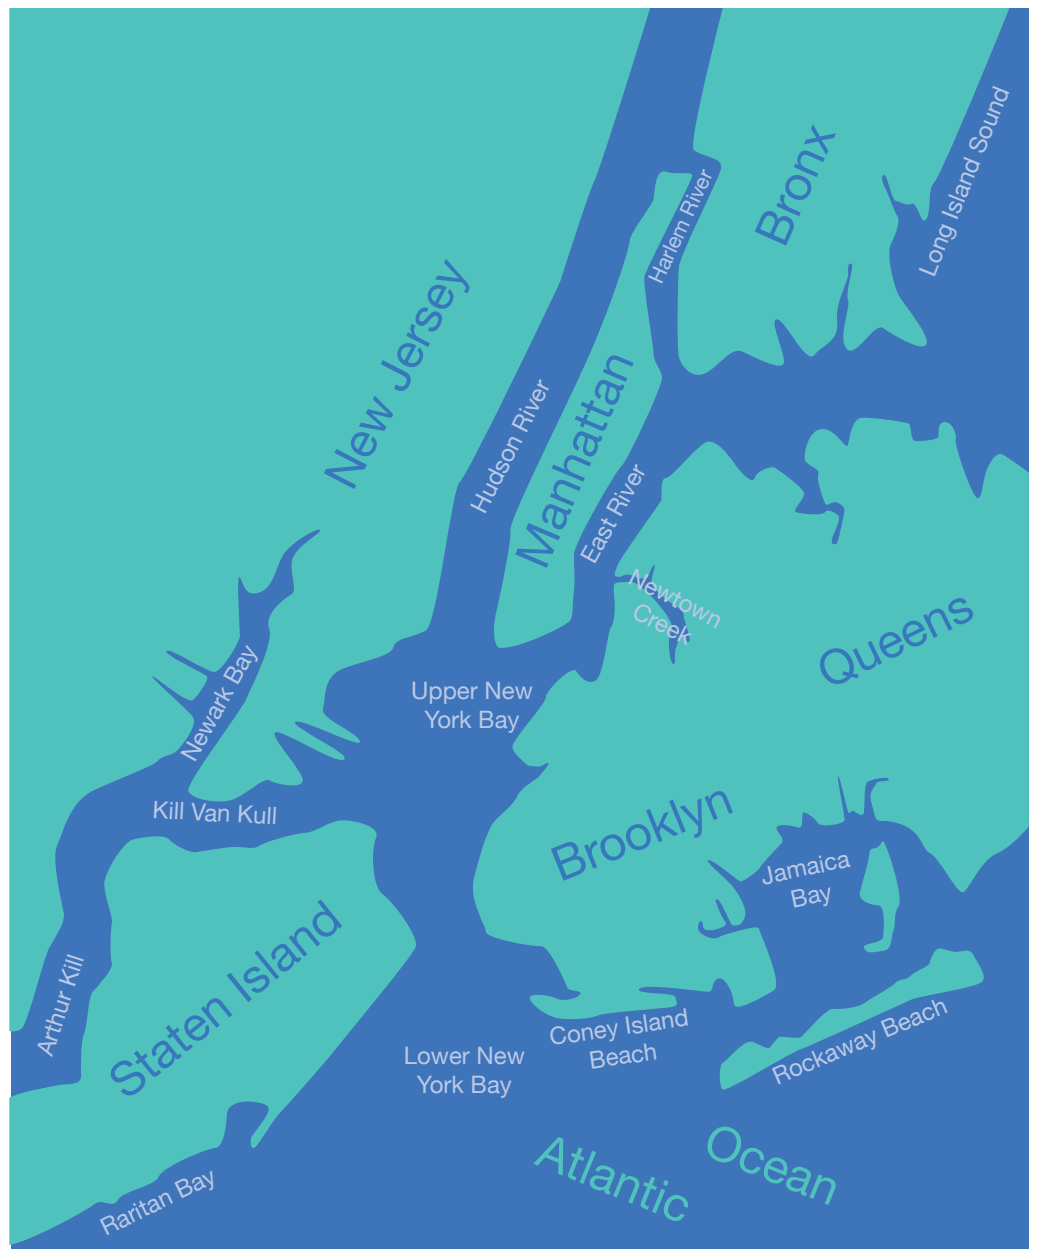 Long Island Sound
Bronx
Harlem River
New Jersey
Hudson River
Manhattan
East River
Newtown
Creek
Queens
Newark Bay
Upper New
York Bay
Kill Van Kull
Brooklyn
Jamaica
Bay
Staten Island
Arthur Kill
Coney Island
Beach
Rockaway Beach
Lower New
York Bay
Raritan Bay
Atlantic
Ocean